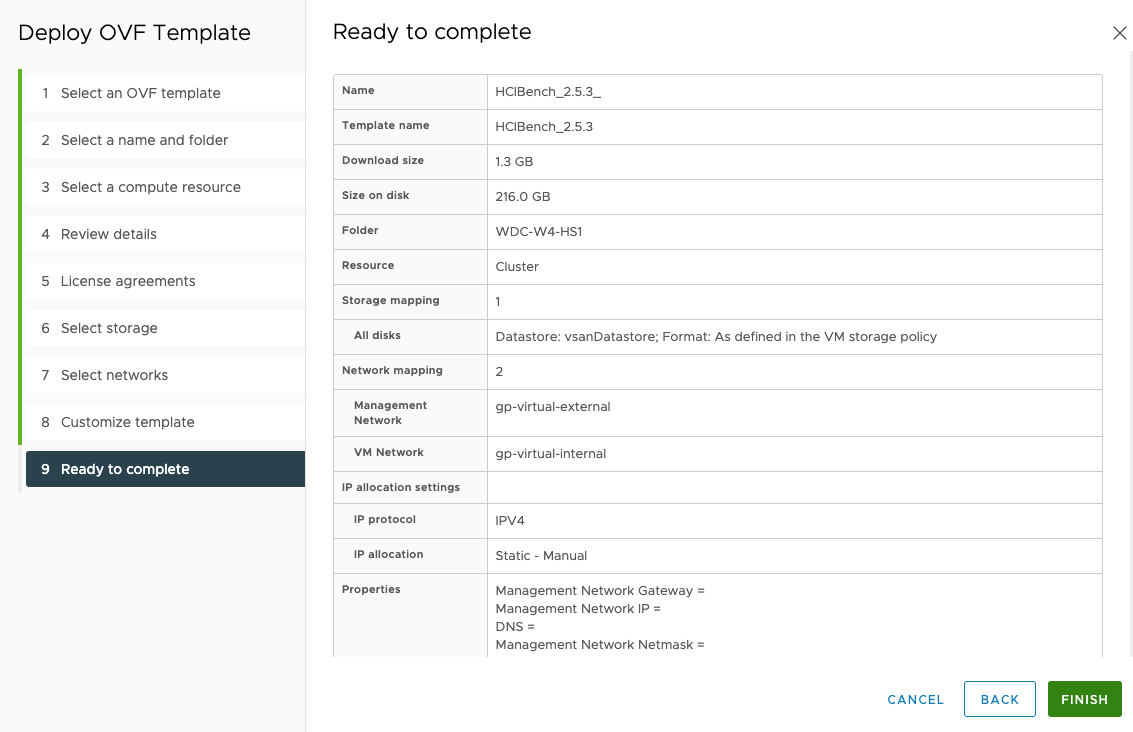 Deploy OVF Template
1 Select an OVF template
2 Select a name and folder
3 Select a compute resource
4 Review details
5 License agreements
6 Select storage
7 Select networks
8 Customize template
9 Ready to complete
Ready to complete
Name HCIBench_2.5.3_
Template name HCIBench_2.5.3
Download size 1.3 GB
Size on disk 216.0 GB
Folder WDC-W4-HS1
Resource Cluster
Storage mapping 1
All disks Datastore: vsanDatastore; Format: As defined in the VM storage policy
Network mapping 2
Management
Network
gp-virtual-external
VM Network gp-virtual-internal
IP allocation settings
IP protocol IPV4
IP allocation Static - Manual
Properties Management Network Gateway =
Management Network IP =
DNS =
Management Network Netmask =
CANCEL BACK FINISH